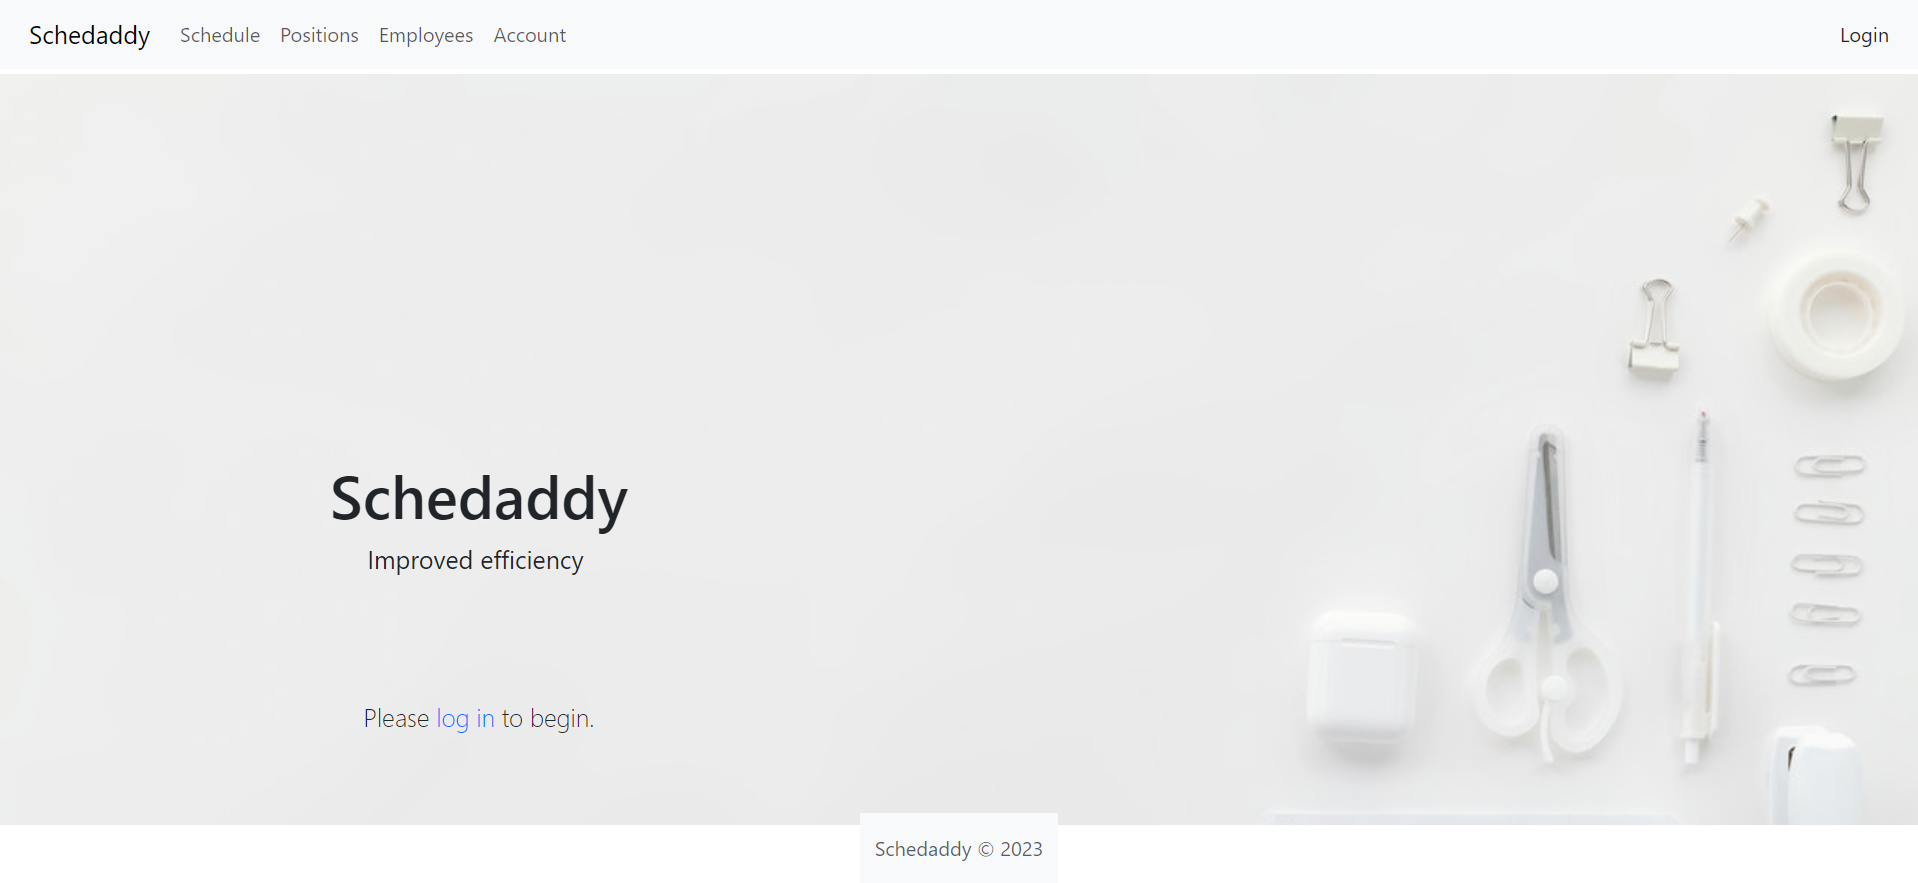 Schedaddy Schedule Positions Employees Account Login
Schedaddy
Improved efficiency
Please log in to begin.
Schedaddy © 2023